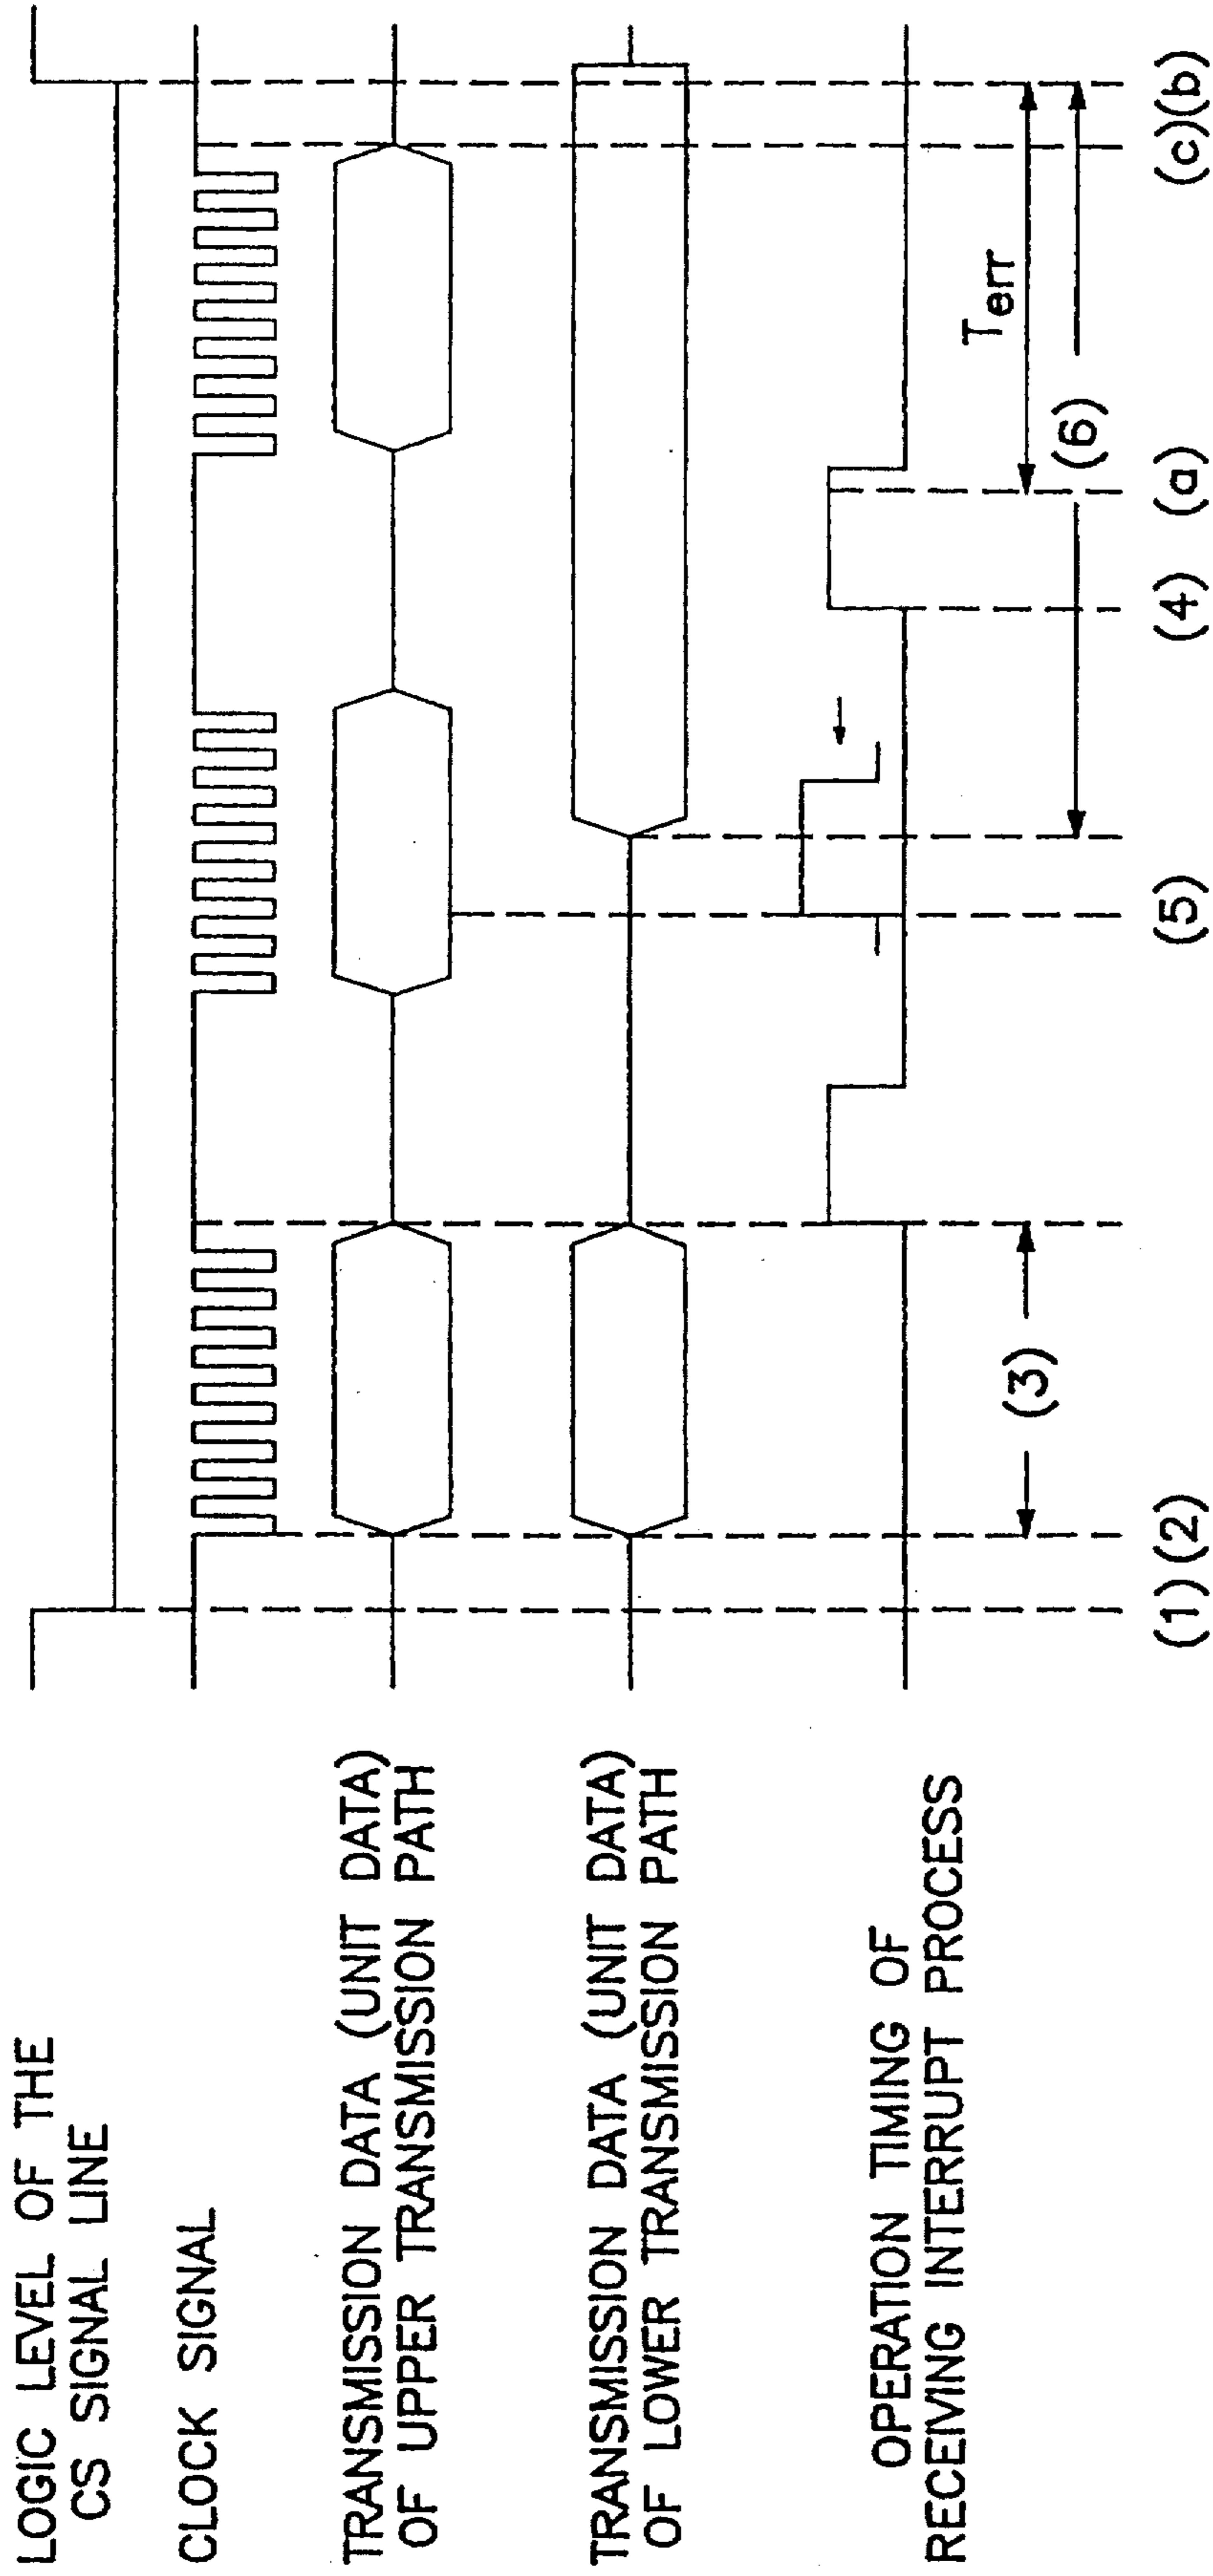 LOGIC LEVEL OF THE
CS SIGNAL LINE
CLOCK SIGNAL
TRANSMISSION DATA (UNIT DATA)
OF UPPER TRANSMISSION PATH
TRANSMISSION DATA (UNIT DATA)
OF LOWER TRANSMISSION PATH
OPERATION TIMING OF
RECEIVING INTERRUPT PROCESS
Terr
(3)
(6)
(1) (2) (5) (4) (a) (c)(b)